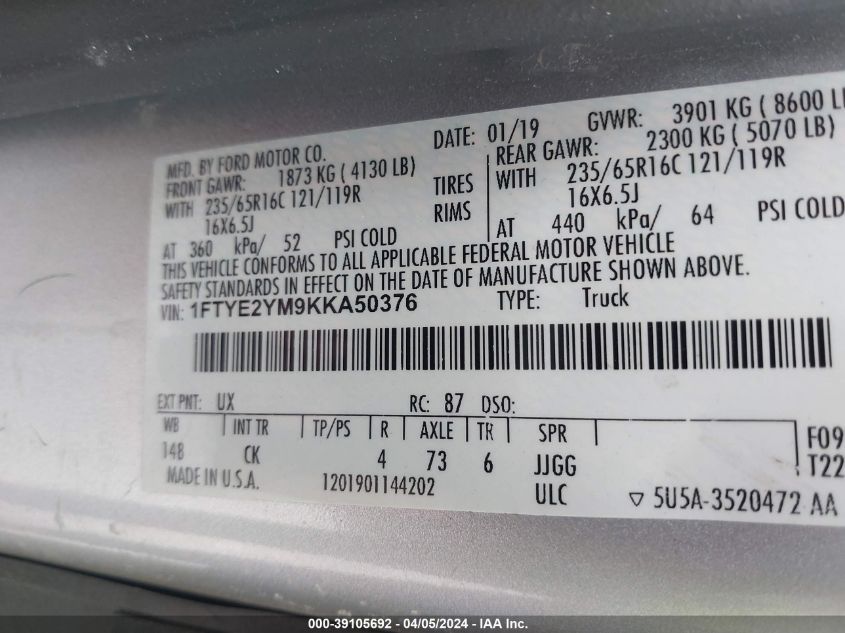 MFD. BY FORD MOTOR CO.
DATE: 01/19
GVWR: 3901 KG ( 8600 L
FRONT GAWR: 1873 KG ( 4130 LB)
REAR GAWR: 2300 KG ( 5070 LB)
WITH 235/65R16C 121/119R
TIRES
WITH 235/65R16C 121/119R
16X6.5J
RIMS
16X6.5J
AT 360 kPa/ 52 PSI COLD
AT 440 kPa/ 64 PSI COLD
THIS VEHICLE CONFORMS TO ALL APPLICABLE FEDERAL MOTOR VEHICLE
SAFETY STANDARDS IN EFFECT ON THE DATE OF MANUFACTURE SHOWN ABOVE.
VIN: 1FTYE2YM9KKA50376
TYPE: Truck
EXT PNT: UX
RC: 87 DSO:
WB INT TR TP/PS R AXLE TR SPR
F09
148 CK 4 73 6 JJGG
T22
MADE IN U.S.A.
1201901144202
ULC
▽ 5U5A-3520472 AA
000-39105692 - 04/05/2024 - IAA Inc.